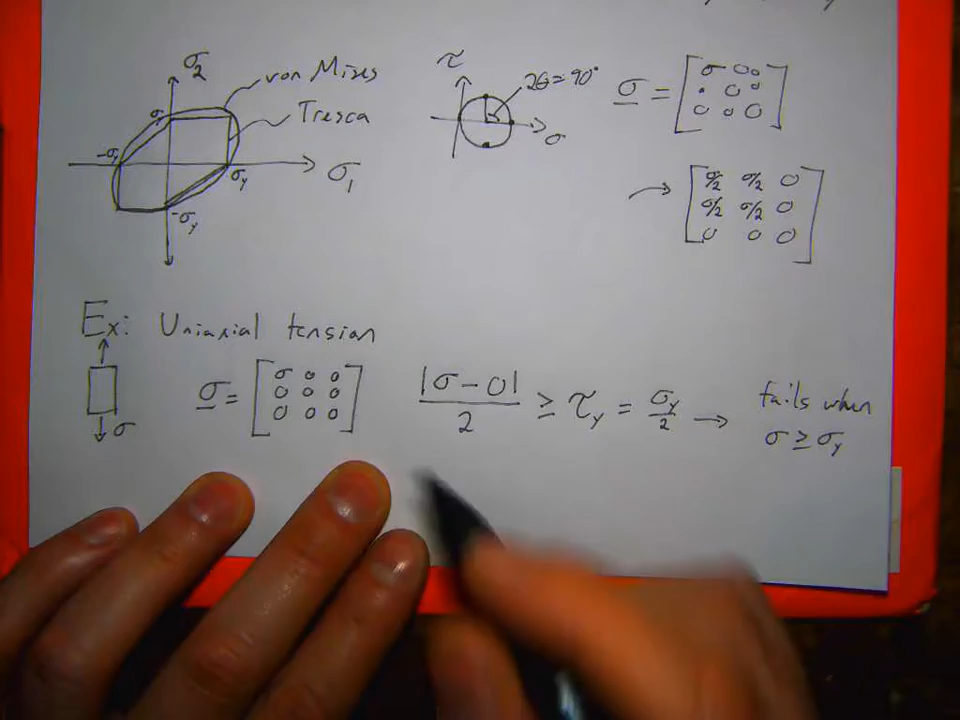 σ₂
von Mises
Tresca
σy
-σy
σy
-σy
σ₁
τ
2θ = 90°
σ
σ = [σ 0 0
. 0 0
0 0 0]
→ [σ/2 σ/2 0
σ/2 σ/2 0
0 0 0]
Ex: Uniaxial tension
σ
σ = [σ 0 0
0 0 0
0 0 0]
|σ - 0| / 2 ≥ τy = σy/2 → fails when
σ ≥ σy